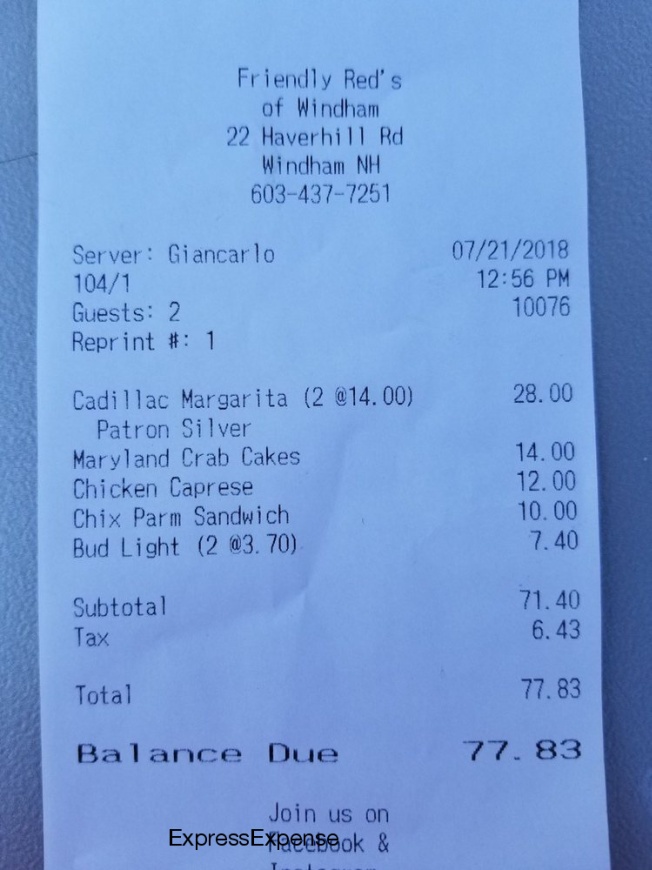 Friendly Red's
of Windham
22 Haverhill Rd
Windham NH
603-437-7251
Server: Giancarlo 07/21/2018
104/1 12:56 PM
Guests: 2 10076
Reprint #: 1
Cadillac Margarita (2 @14.00) 28.00
Patron Silver
Maryland Crab Cakes 14.00
Chicken Caprese 12.00
Chix Parm Sandwich 10.00
Bud Light (2 @3.70) 7.40
Subtotal 71.40
Tax 6.43
Total 77.83
Balance Due 77.83
Join us on
Facebook &
ExpressExpense
Instagram